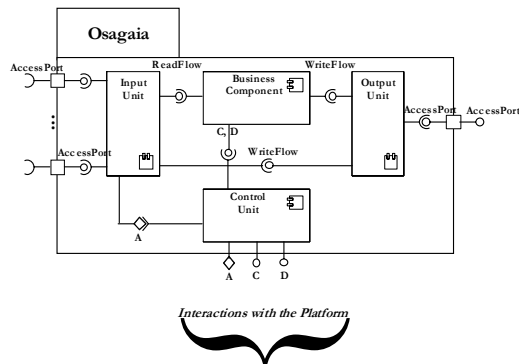 Osagaia
AccessPort
ReadFlow
WriteFlow
Input
Unit
Business
Component
Output
Unit
AccessPort
AccessPort
C, D
AccessPort
WriteFlow
Control
Unit
A
A
C
D
Interactions with the Platform